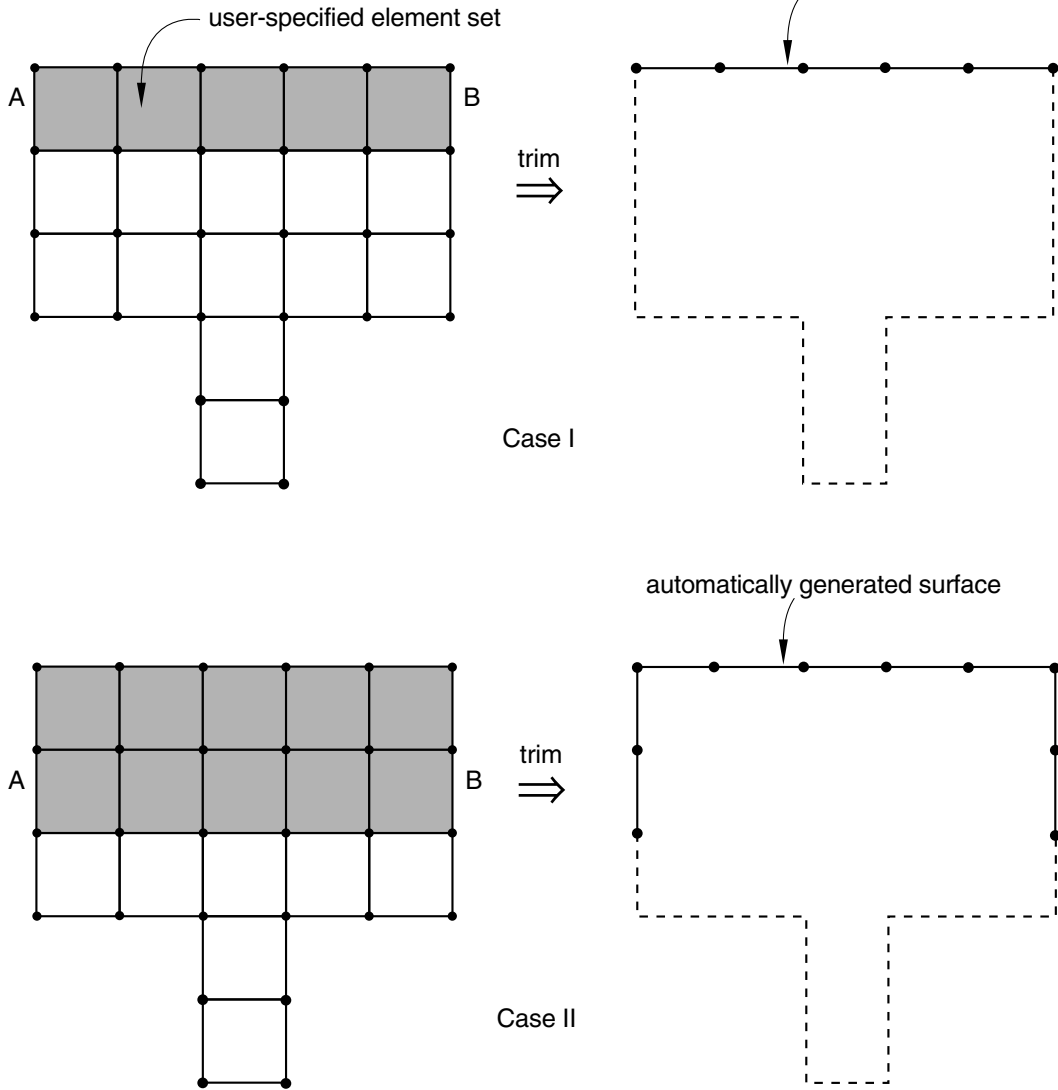 user-specified element set
A
B
trim
Case I
automatically generated surface
A
B
trim
Case II